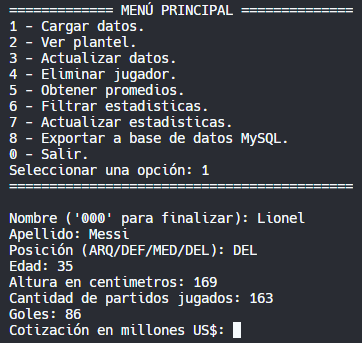 ============= MENÚ PRINCIPAL ==============
1 - Cargar datos.
2 - Ver plantel.
3 - Actualizar datos.
4 - Eliminar jugador.
5 - Obtener promedios.
6 - Filtrar estadisticas.
7 - Actualizar estadisticas.
8 - Exportar a base de datos MySQL.
0 - Salir.
Seleccionar una opción: 1
===========================================
Nombre ('000' para finalizar): Lionel
Apellido: Messi
Posición (ARQ/DEF/MED/DEL): DEL
Edad: 35
Altura en centimetros: 169
Cantidad de partidos jugados: 163
Goles: 86
Cotización en millones US$: